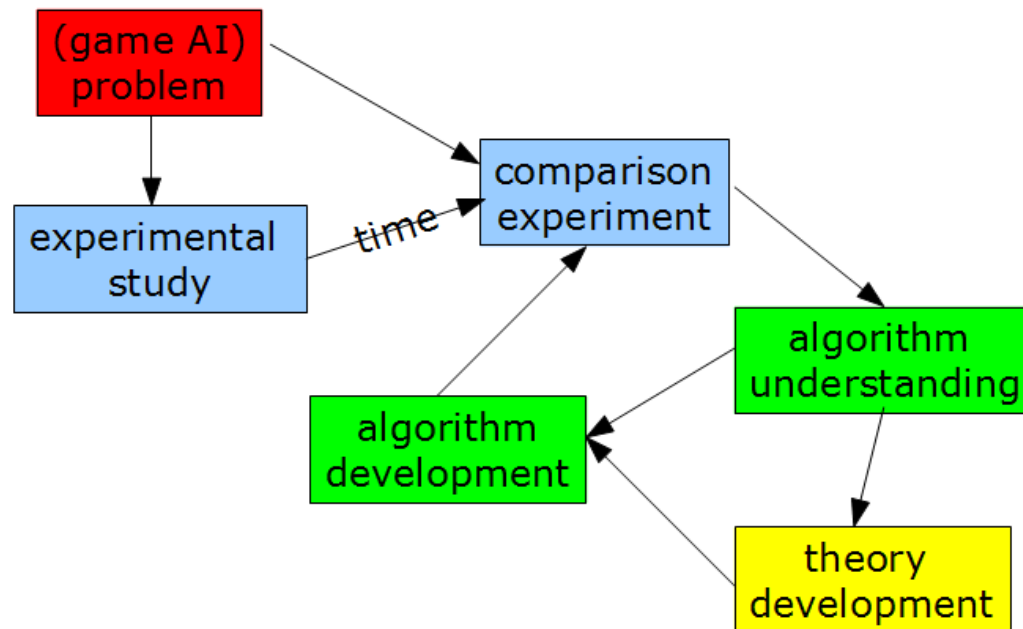 (game AI)
problem
comparison
experiment
time
experimental
study
algorithm
understanding
algorithm
development
theory
development